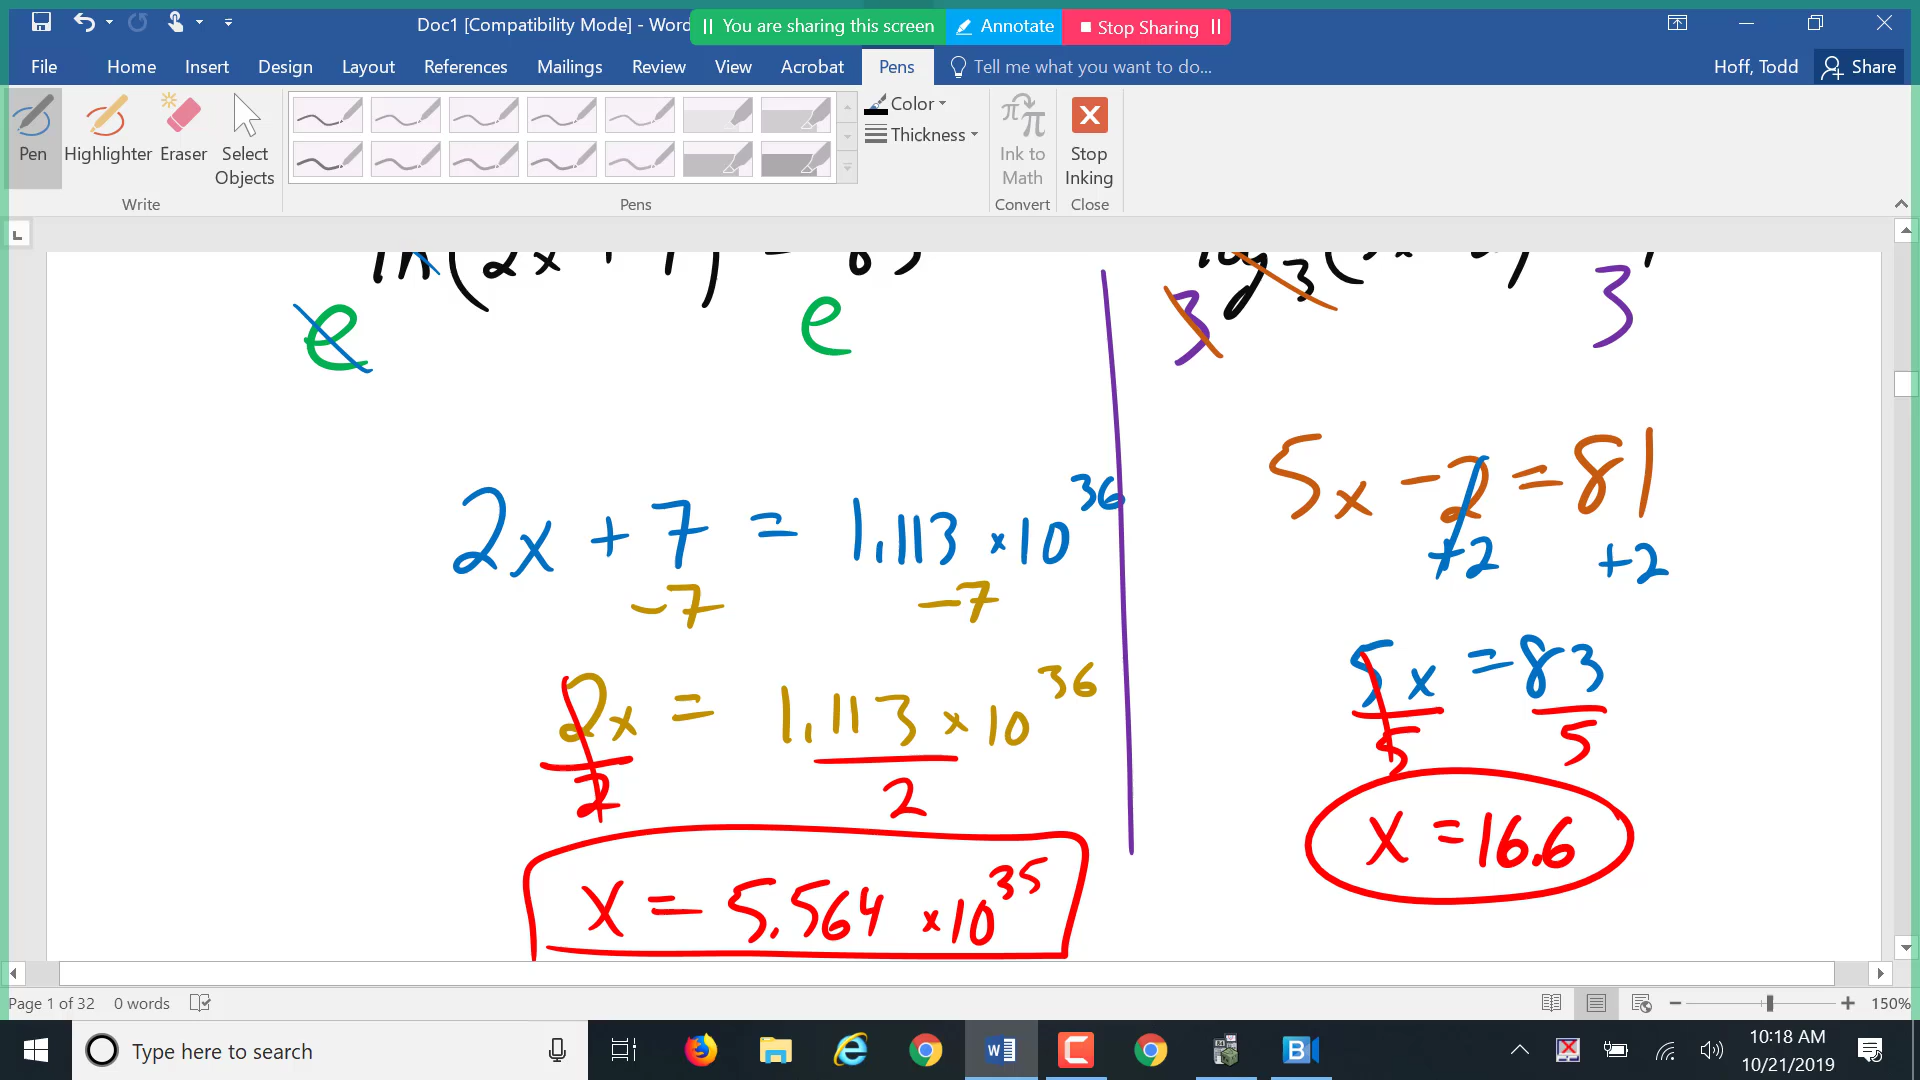 Doc1 [Compatibility Mode] - Word
You are sharing this screen
Annotate
Stop Sharing
File Home Insert Design Layout References Mailings Review View Acrobat Pens Tell me what you want to do... Hoff, Todd Share
Pen Highlighter Eraser Select Objects
Write
Pens
Color
Thickness
Ink to Math
Convert
Stop Inking
Close
e e
2x + 7 = 1.113 × 10^36
-7 -7
2x = 1.113 × 10^36
2 2
x = 5.564 × 10^35
3 3
5x - 2 = 81
+2 +2
5x = 83
5 5
x = 16.6
Page 1 of 32 0 words 150%
Type here to search
10:18 AM
10/21/2019